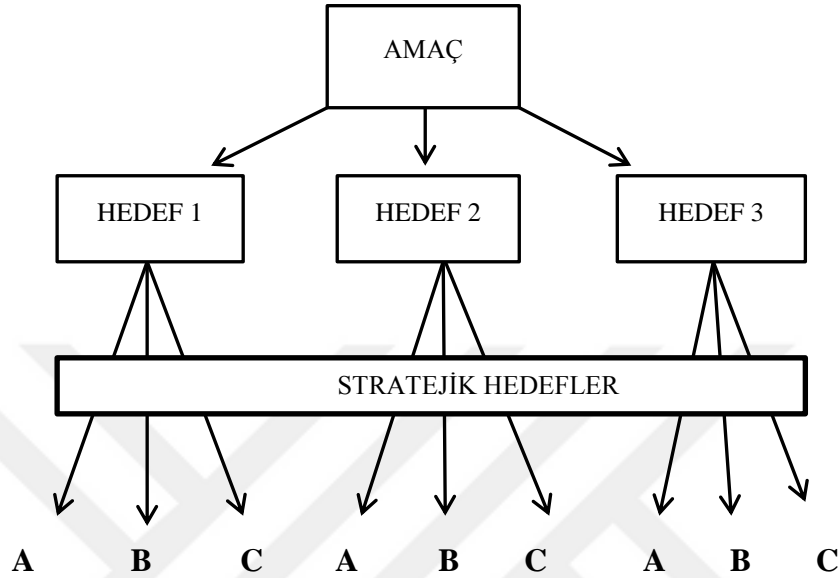 AMAÇ
HEDEF 1 HEDEF 2 HEDEF 3
STRATEJİK HEDEFLER
A B C A B C A B C